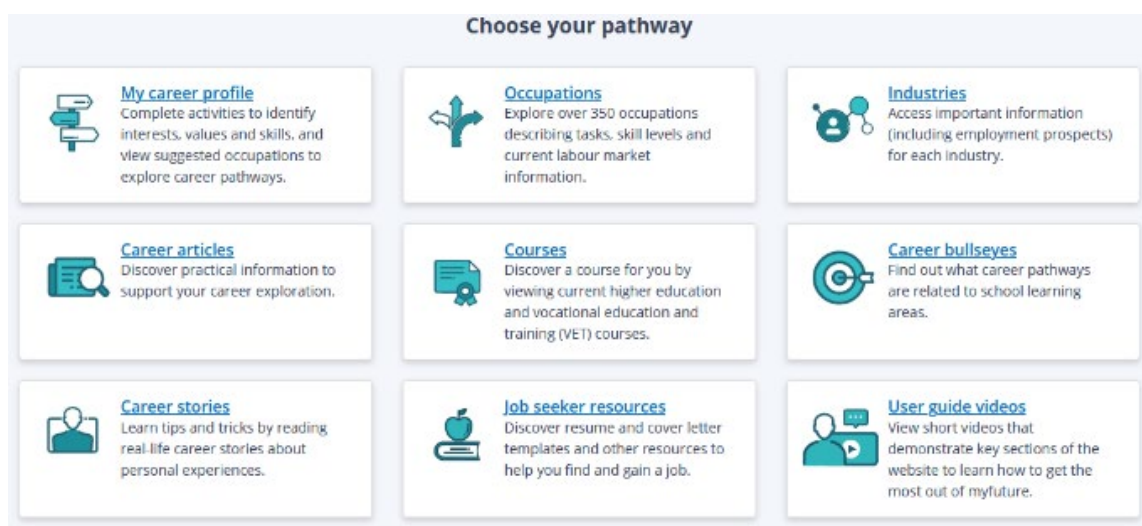 Choose your pathway
My career profile
Complete activities to identify
interests, values and skills, and
view suggested occupations to
explore career pathways.
Occupations
Explore over 350 occupations
describing tasks, skill levels and
current labour market
information.
Industries
Access important information
(including employment prospects)
for each industry.
Career articles
Discover practical information to
support your career exploration.
Courses
Discover a course for you by
viewing current higher education
and vocational education and
training (VET) courses.
Career bullseyes
Find out what career pathways
are related to school learning
areas.
Career stories
Learn tips and tricks by reading
real-life career stories about
personal experiences.
Job seeker resources
Discover resume and cover letter
templates and other resources to
help you find and gain a job.
User guide videos
View short videos that
demonstrate key sections of the
website to learn how to get the
most out of myfuture.